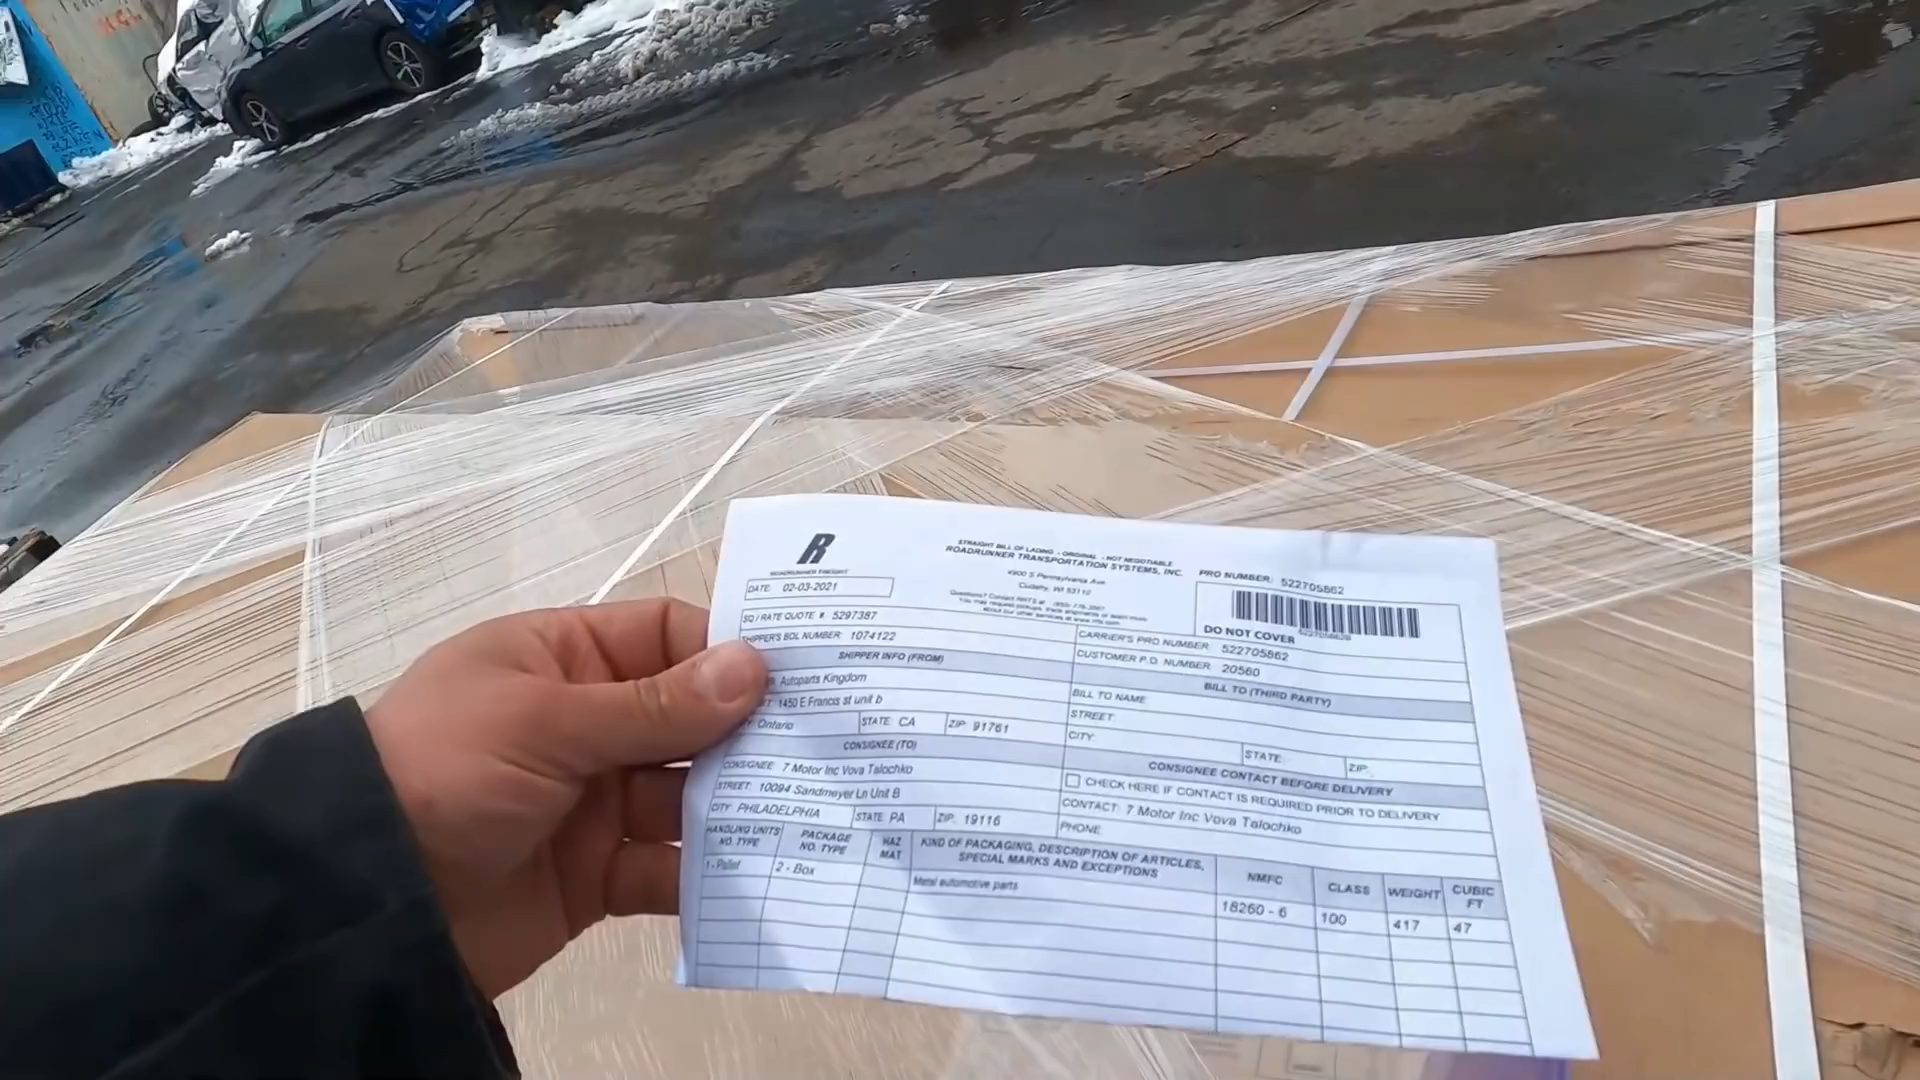 R
ROADRUNNER FREIGHT
STRAIGHT BILL OF LADING - ORIGINAL - NOT NEGOTIABLE
ROADRUNNER TRANSPORTATION SYSTEMS, INC.
4900 S Pennsylvania Ave
Cudahy, WI 53110
PRO NUMBER: 522705862
DO NOT COVER
DATE: 02-03-2021
SQ / RATE QUOTE # 5297387
SHIPPER'S BOL NUMBER: 1074122
CARRIER'S PRO NUMBER: 522705862
CUSTOMER P.O. NUMBER: 20560
SHIPPER INFO (FROM)
Autoparts Kingdom
1450 E Francis st unit b
Ontario STATE: CA ZIP: 91761
BILL TO (THIRD PARTY)
BILL TO NAME
STREET:
CITY: STATE: ZIP:
CONSIGNEE (TO)
CONSIGNEE: 7 Motor Inc Vova Talochko
STREET: 10094 Sandmeyer Ln Unit B
CITY: PHILADELPHIA STATE: PA ZIP: 19116
CONSIGNEE CONTACT BEFORE DELIVERY
CHECK HERE IF CONTACT IS REQUIRED PRIOR TO DELIVERY
CONTACT: 7 Motor Inc Vova Talochko
PHONE:
HANDLING UNITS NO. TYPE PACKAGE NO. TYPE HAZ MAT KIND OF PACKAGING, DESCRIPTION OF ARTICLES, SPECIAL MARKS AND EXCEPTIONS NMFC CLASS WEIGHT CUBIC FT
1 - Pallet 2 - Box Metal automotive parts 18260 - 6 100 417 47